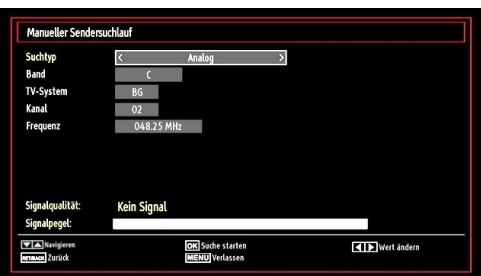 Manueller Sendersuchlauf
Suchtyp < Analog >
Band C
TV-System BG
Kanal 02
Frequenz 048.25 MHz
Signalqualität: Kein Signal
Signalpegel:
Navigieren OK Suche starten Wert ändern
RETBACK Zurück MENU Verlassen